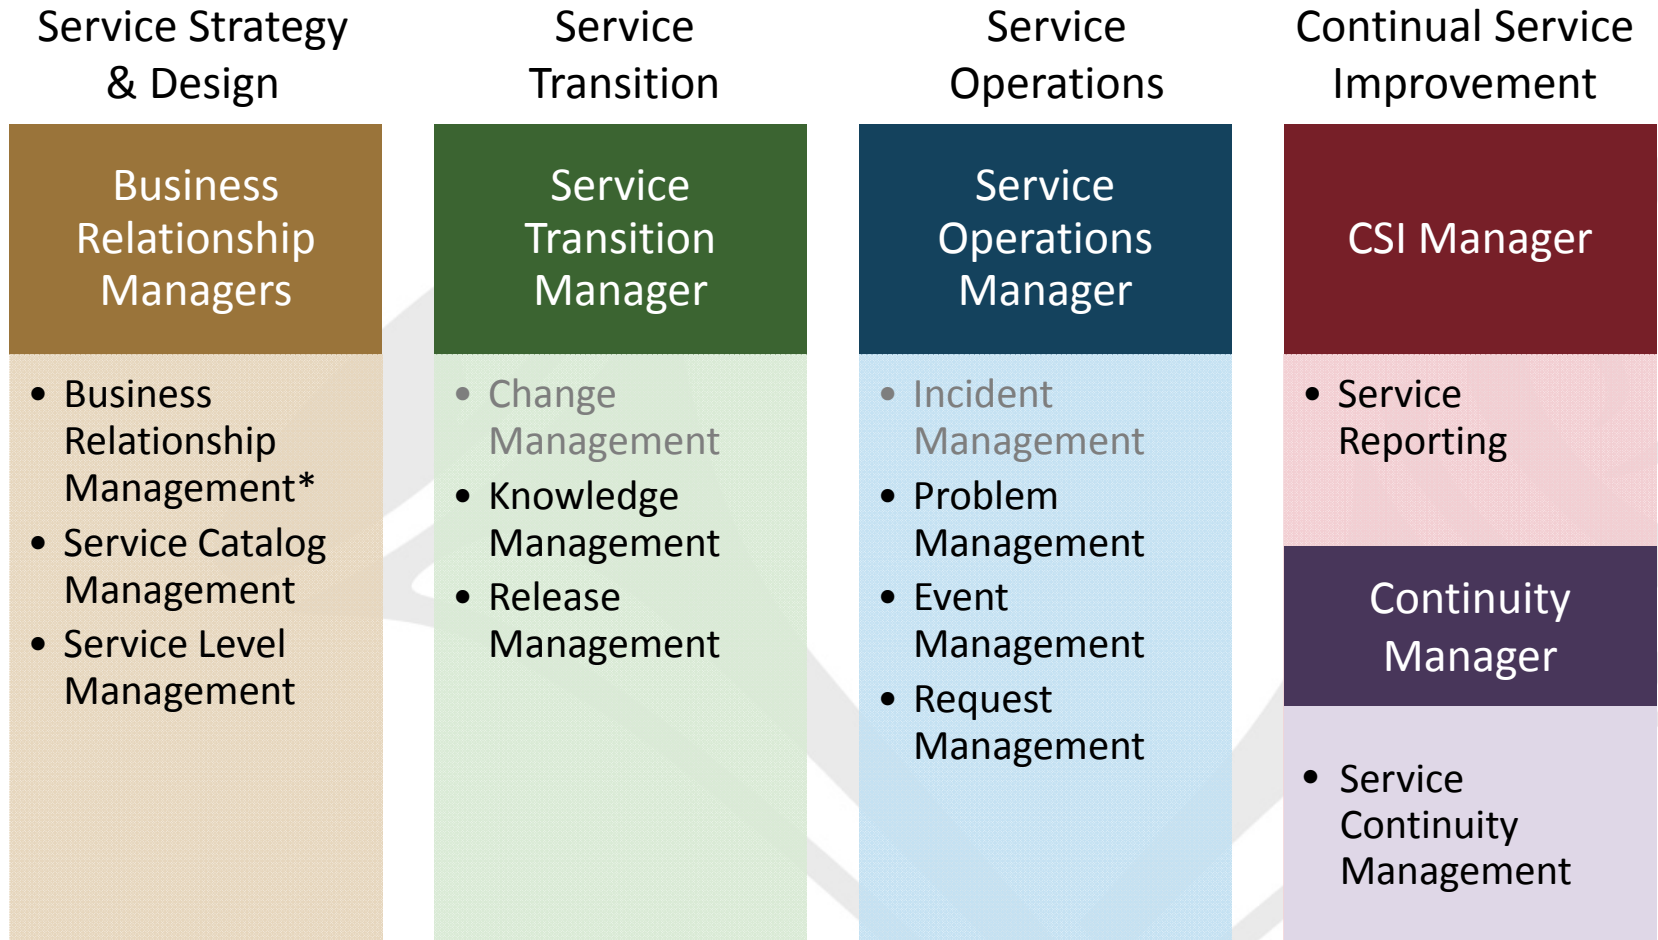 Service Strategy
& Design
Business
Relationship
Managers
• Business
Relationship
Management*
• Service Catalog
Management
• Service Level
Management
Service
Transition
Service
Transition
Manager
• Change
Management
• Knowledge
Management
• Release
Management
Service
Operations
Service
Operations
Manager
• Incident
Management
• Problem
Management
• Event
Management
• Request
Management
Continual Service
Improvement
CSI Manager
• Service
Reporting
Continuity
Manager
• Service
Continuity
Management